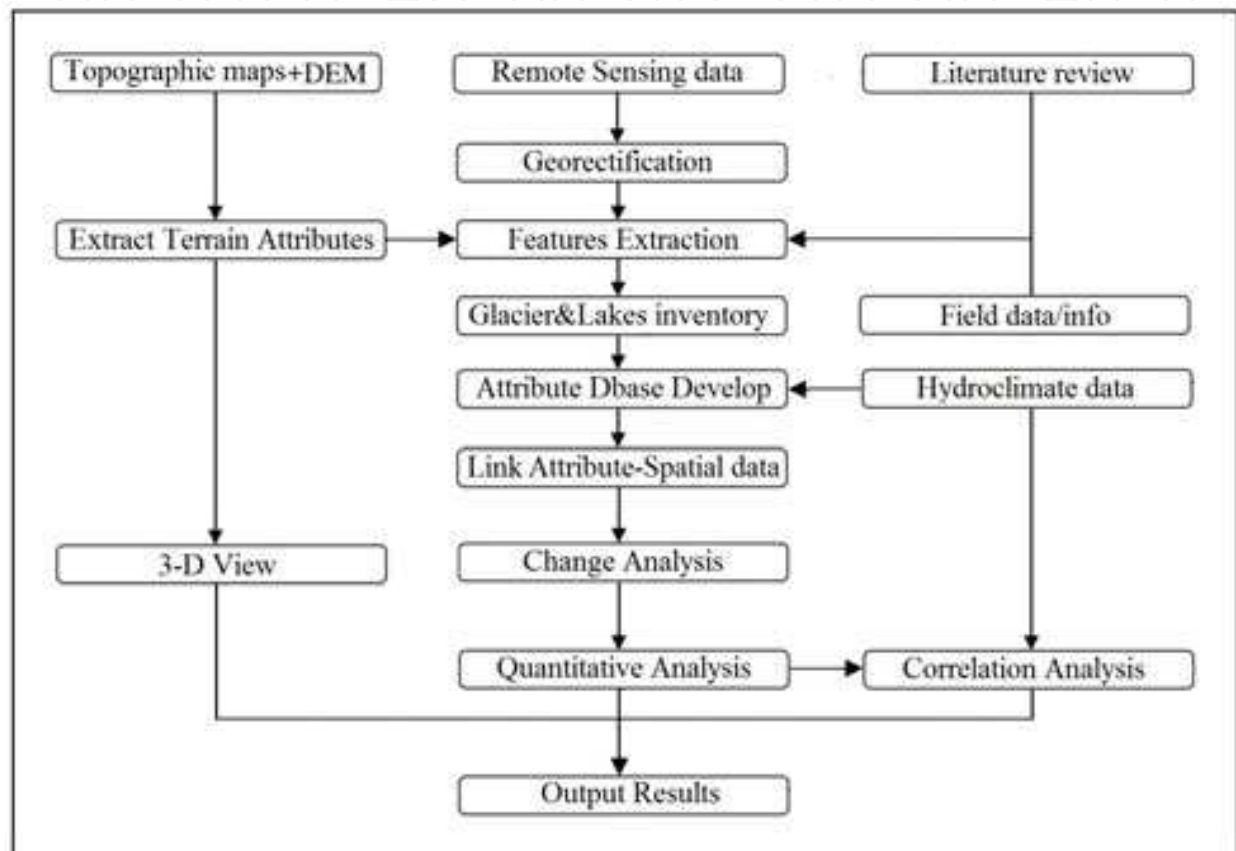 Topographic maps+DEM
Remote Sensing data
Literature review
Georectification
Extract Terrain Attributes
Features Extraction
Glacier&Lakes inventory
Field data/info
Attribute Dbase Develop
Hydroclimate data
Link Attribute-Spatial data
3-D View
Change Analysis
Quantitative Analysis
Correlation Analysis
Output Results